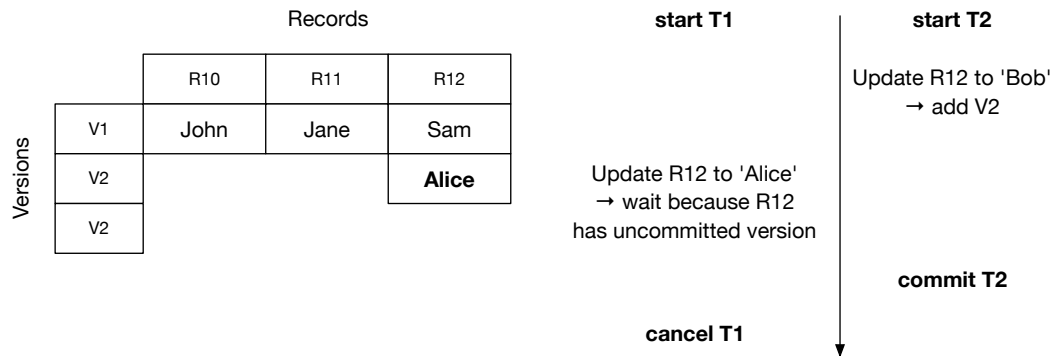 Records
R10 R11 R12
Versions
V1 John Jane Sam
V2 Alice
V2
start T1
start T2
Update R12 to 'Bob'
→ add V2
Update R12 to 'Alice'
→ wait because R12
has uncommitted version
commit T2
cancel T1